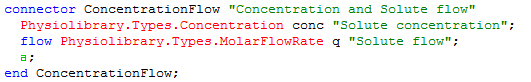 connector ConcentrationFlow "Concentration and Solute flow"
Physiolibrary.Types.Concentration conc "Solute concentration";
flow Physiolibrary.Types.MolarFlowRate q "Solute flow";
a;
end ConcentrationFlow;